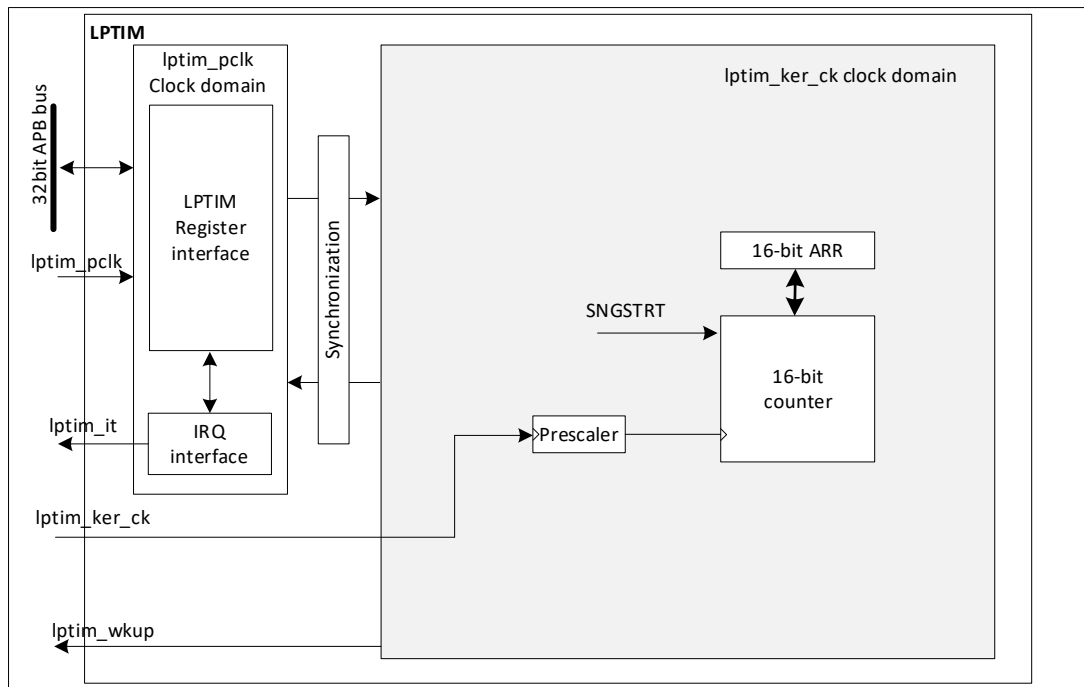 LPTIM
lptim_pclk
Clock domain
lptim_ker_ck clock domain
32bit APB bus
LPTIM
Register
interface
Synchronization
16-bit ARR
lptim_pclk
SNGSTRT
16-bit
counter
lptim_it
IRQ
interface
Prescaler
lptim_ker_ck
lptim_wkup